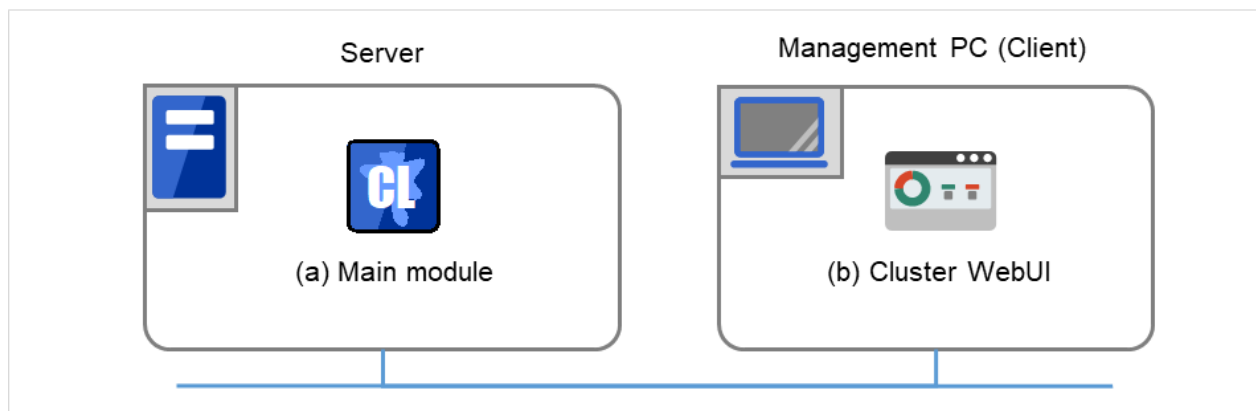 Server
Management PC (Client)
CL
(a) Main module
(b) Cluster WebUI